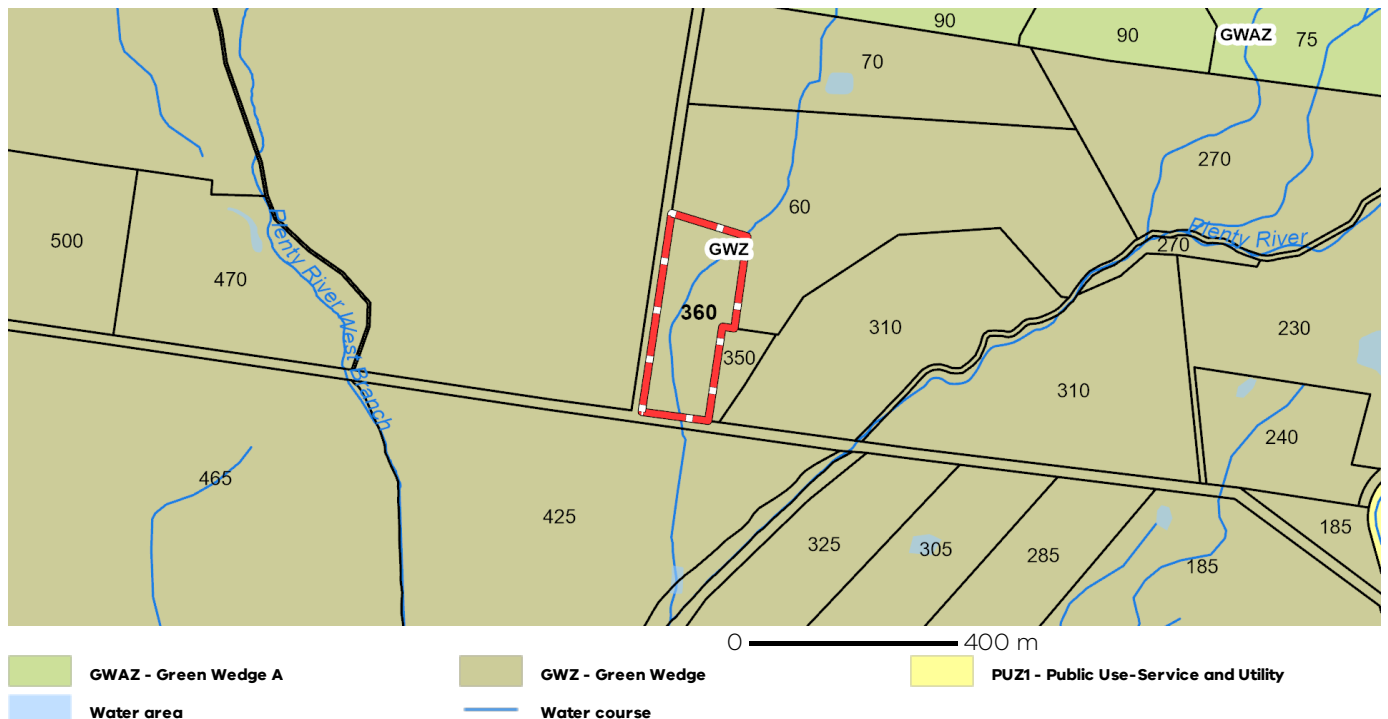 90
90
GWAZ
75
70
270
60
500
Plenty River
270
GWZ
470
Plenty River West Branch
360
310
230
350
310
240
465
425
325
305
285
185
185
0 400 m
GWAZ - Green Wedge A
GWZ - Green Wedge
PUZ1 - Public Use-Service and Utility
Water area
Water course